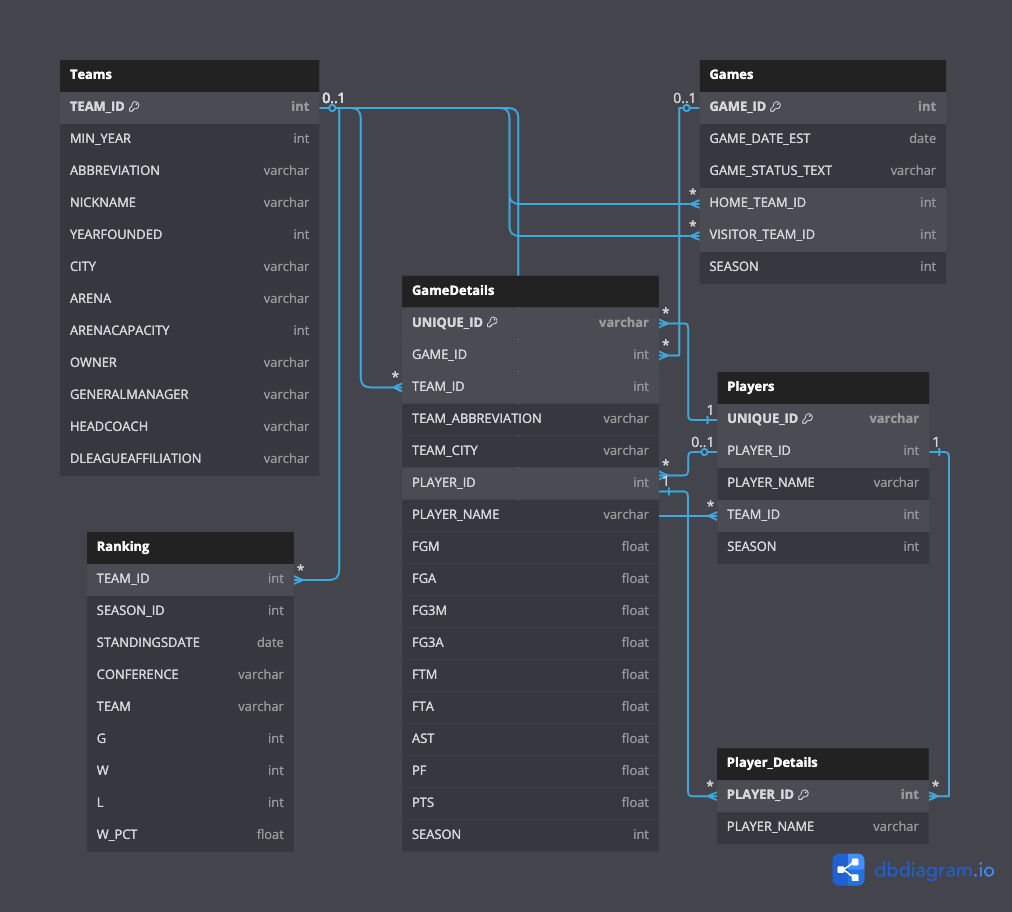 Teams
TEAM_ID int
MIN_YEAR int
ABBREVIATION varchar
NICKNAME varchar
YEARFOUNDED int
CITY varchar
ARENA varchar
ARENACAPACITY int
OWNER varchar
GENERALMANAGER varchar
HEADCOACH varchar
DLEAGUEAFFILIATION varchar
0..1
Ranking
TEAM_ID int
*
SEASON_ID int
STANDINGSDATE date
CONFERENCE varchar
TEAM varchar
G int
W int
L int
W_PCT float
GameDetails
UNIQUE_ID varchar
*
GAME_ID int
*
*
TEAM_ID int
TEAM_ABBREVIATION varchar
TEAM_CITY varchar
PLAYER_ID int
*
1
PLAYER_NAME varchar
FGM float
FGA float
FG3M float
FG3A float
FTM float
FTA float
AST float
PF float
PTS float
SEASON int
Games
0..1
GAME_ID int
GAME_DATE_EST date
GAME_STATUS_TEXT varchar
*
HOME_TEAM_ID int
*
VISITOR_TEAM_ID int
SEASON int
Players
1
UNIQUE_ID varchar
0..1
PLAYER_ID int
1
PLAYER_NAME varchar
*
TEAM_ID int
SEASON int
Player_Details
*
PLAYER_ID int
*
PLAYER_NAME varchar
dbdiagram.io